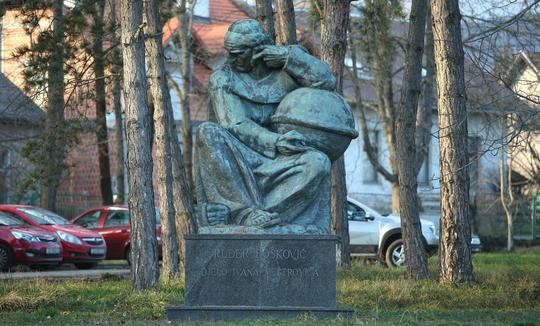 RUĐER BOŠKOVIĆ
DJELO IVANA MEŠTROVIĆA